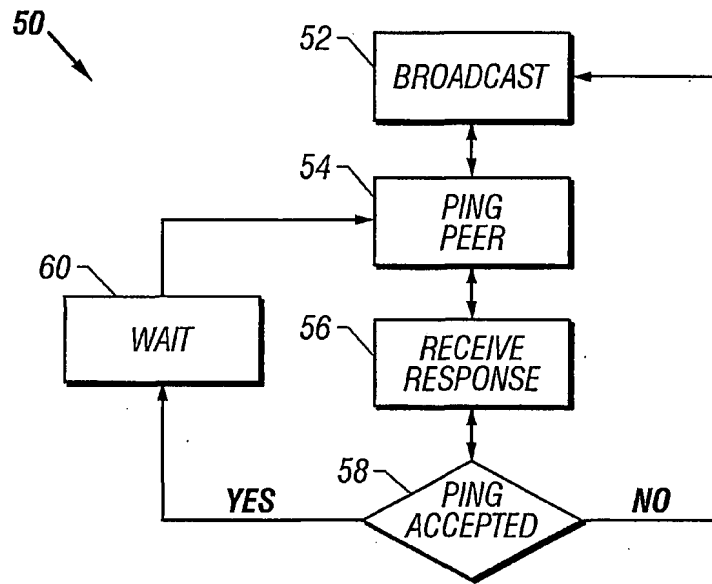 50
52
BROADCAST
54
PING
PEER
60
WAIT
56
RECEIVE
RESPONSE
58
PING
ACCEPTED
YES
NO